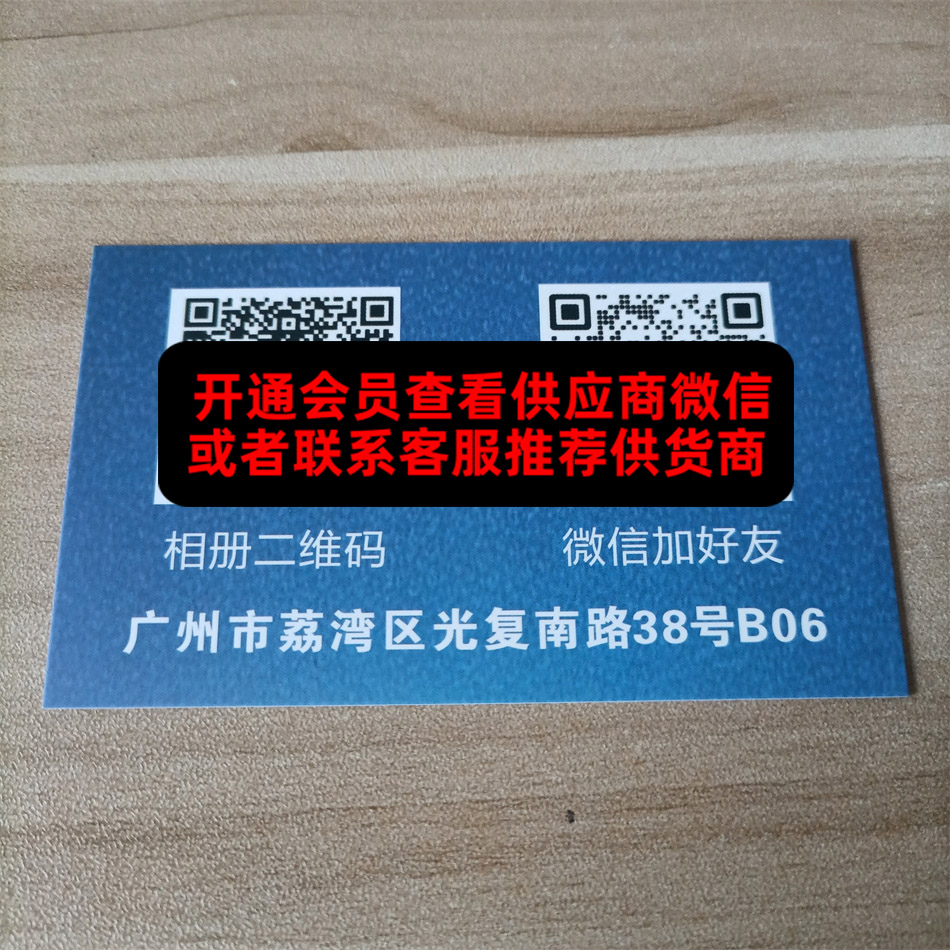 开通会员查看供应商微信
或者联系客服推荐供货商
相册二维码
微信加好友
广州市荔湾区光复南路38号B06